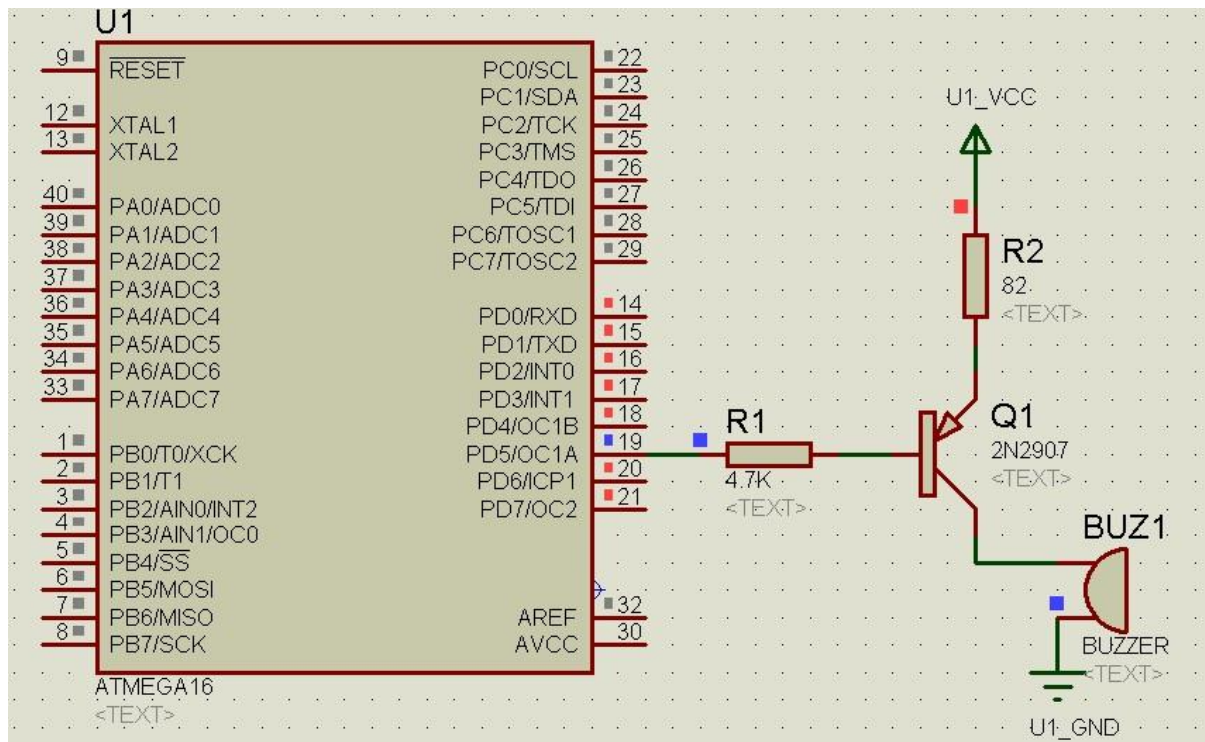 U1
9
RESET
12
XTAL1
13
XTAL2
40
PA0/ADC0
39
PA1/ADC1
38
PA2/ADC2
37
PA3/ADC3
36
PA4/ADC4
35
PA5/ADC5
34
PA6/ADC6
33
PA7/ADC7
1
PB0/T0/XCK
2
PB1/T1
3
PB2/AIN0/INT2
4
PB3/AIN1/OC0
5
PB4/SS
6
PB5/MOSI
7
PB6/MISO
8
PB7/SCK
22
PC0/SCL
23
PC1/SDA
24
PC2/TCK
25
PC3/TMS
26
PC4/TDO
27
PC5/TDI
28
PC6/TOSC1
29
PC7/TOSC2
14
PD0/RXD
15
PD1/TXD
16
PD2/INT0
17
PD3/INT1
18
PD4/OC1B
19
PD5/OC1A
20
PD6/ICP1
21
PD7/OC2
32
AREF
30
AVCC
ATMEGA16
<TEXT>
R1
4.7K
<TEXT>
U1_VCC
R2
82
<TEXT>
Q1
2N2907
<TEXT>
BUZ1
BUZZER
<TEXT>
U1_GND